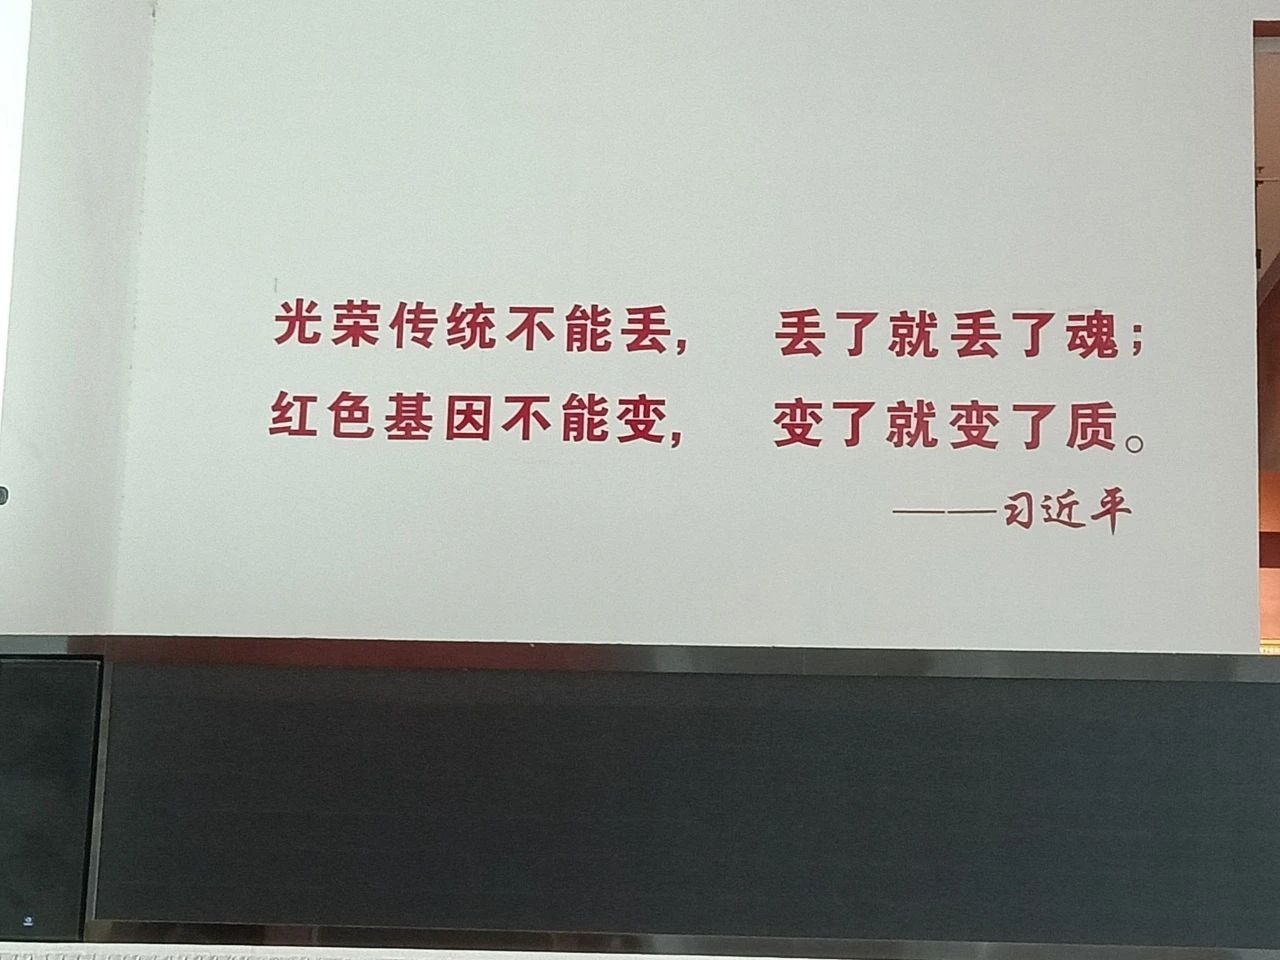 光荣传统不能丢， 丢了就丢了魂；
红色基因不能变， 变了就变了质。
——习近平